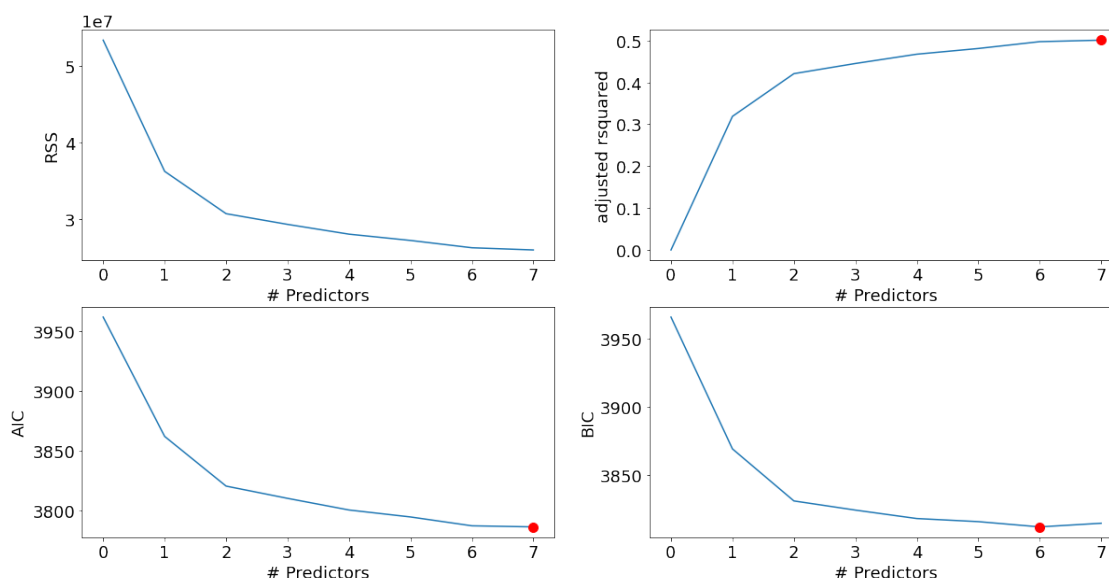 1e7
5
4
3
RSS
0 1 2 3 4 5 6 7
# Predictors
0.5
0.4
0.3
0.2
0.1
0.0
adjusted rsquared
0 1 2 3 4 5 6 7
# Predictors
3950
3900
3850
3800
AIC
0 1 2 3 4 5 6 7
# Predictors
3950
3900
3850
BIC
0 1 2 3 4 5 6 7
# Predictors